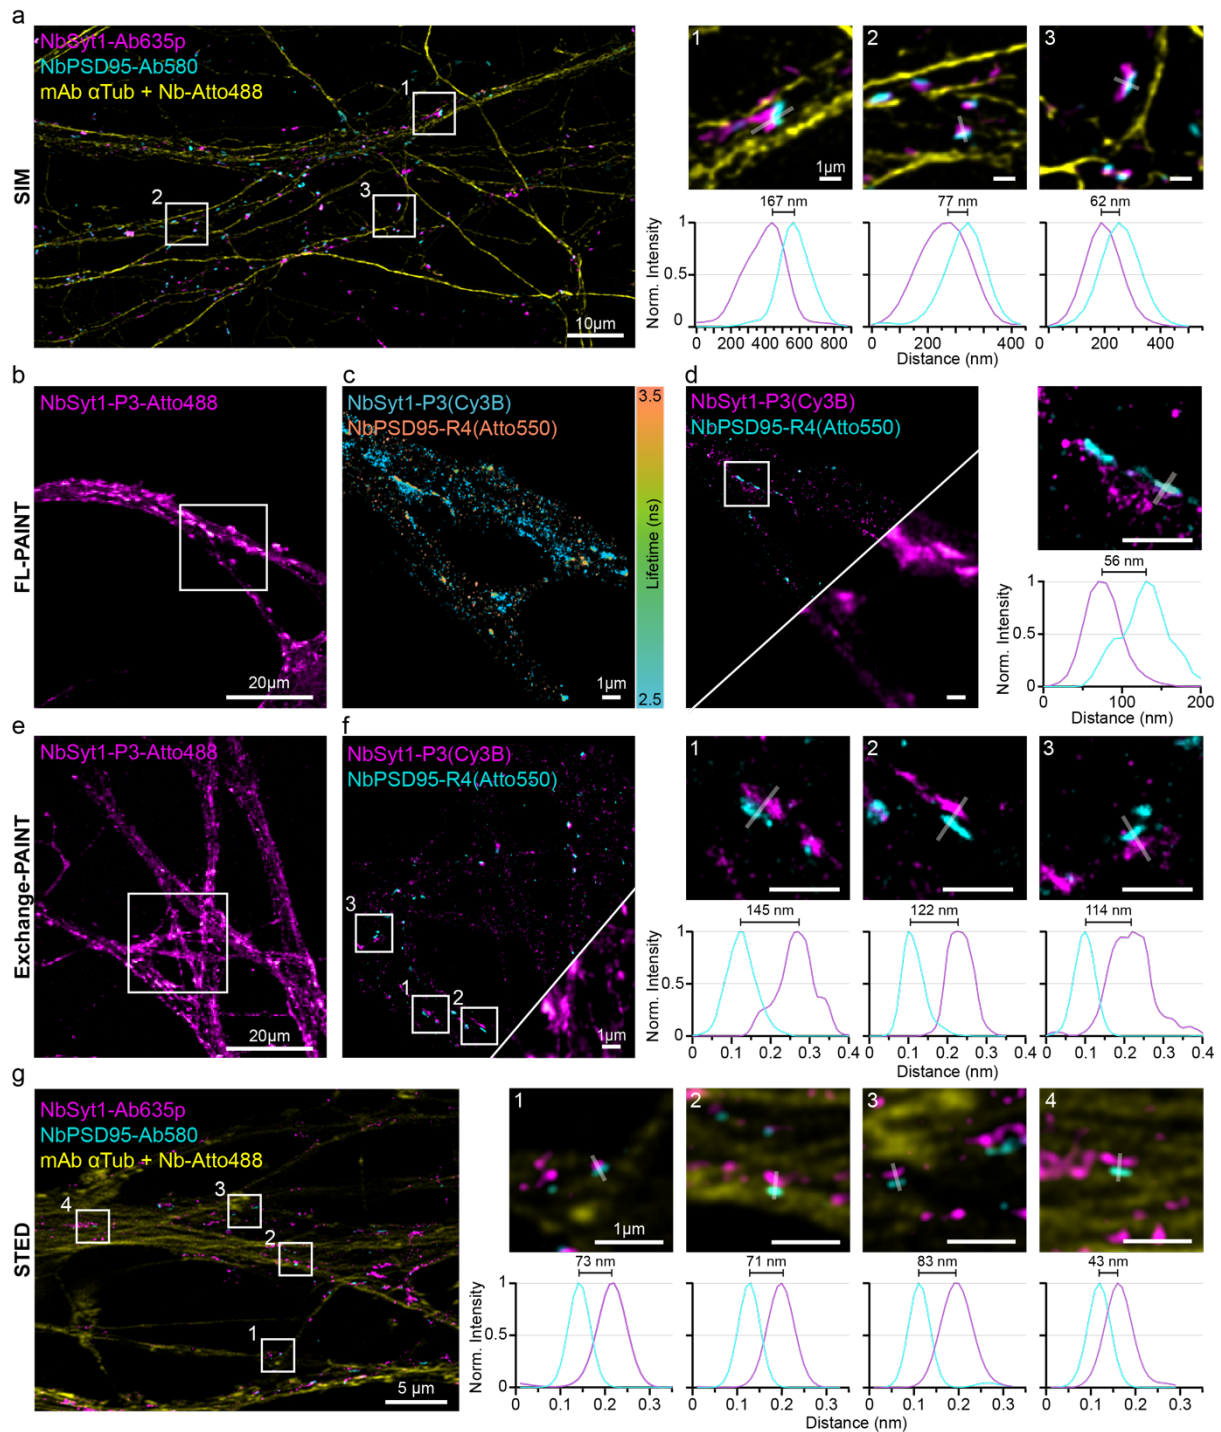 a
SIM
NbSyt1-Ab635p
NbPSD95-Ab580
mAb αTub + Nb-Atto488
1
2
3
10µm
1
1µm
2
3
167 nm
77 nm
62 nm
Norm. Intensity
1
0.5
0
0 200 400 600 800
0 200 400
0 200 400
Distance (nm)
b
FL-PAINT
NbSyt1-P3-Atto488
20µm
c
NbSyt1-P3(Cy3B)
NbPSD95-R4(Atto550)
1µm
3.5
Lifetime (ns)
2.5
d
NbSyt1-P3(Cy3B)
NbPSD95-R4(Atto550)
56 nm
Norm. Intensity
1
0.5
0
0 100 200
Distance (nm)
e
Exchange-PAINT
NbSyt1-P3-Atto488
20µm
f
NbSyt1-P3(Cy3B)
NbPSD95-R4(Atto550)
3
1
2
1µm
1
2
3
145 nm
122 nm
114 nm
Norm. Intensity
1
0.5
0
0 0.1 0.2 0.3 0.4
0 0.1 0.2 0.3
0 0.1 0.2 0.3 0.4
Distance (nm)
g
STED
NbSyt1-Ab635p
NbPSD95-Ab580
mAb αTub + Nb-Atto488
4
3
2
1
5 µm
1
1µm
2
3
4
73 nm
71 nm
83 nm
43 nm
Norm. Intensity
1
0.5
0
0 0.1 0.2 0.3
0 0.1 0.2 0.3
0 0.1 0.2 0.3
0 0.1 0.2 0.3
Distance (nm)